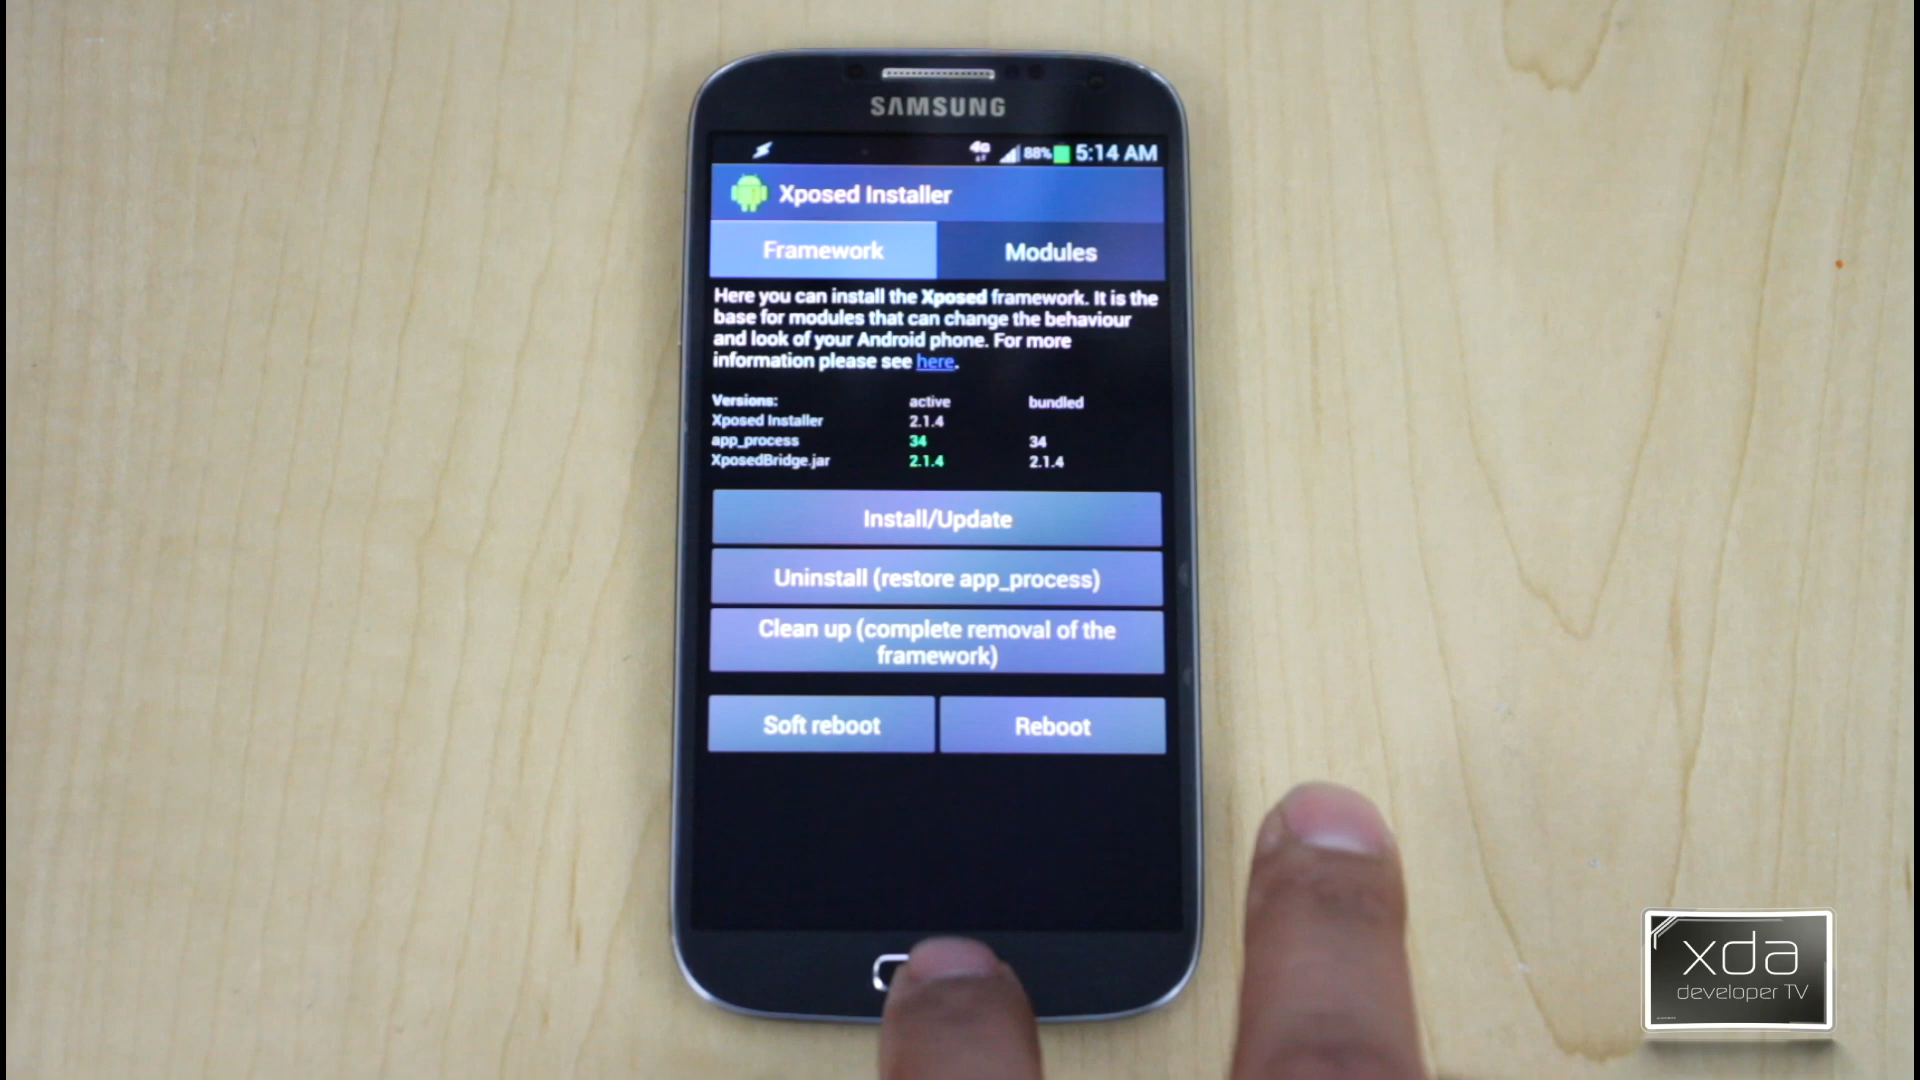 SAMSUNG
4G 88% 5:14 AM
Xposed Installer
Framework Modules
Here you can install the Xposed framework. It is the
base for modules that can change the behaviour
and look of your Android phone. For more
information please see here.
Versions: active bundled
Xposed Installer 2.1.4
app_process 34 34
XposedBridge.jar 2.1.4 2.1.4
Install/Update
Uninstall (restore app_process)
Clean up (complete removal of the
framework)
Soft reboot Reboot
xda
developer TV